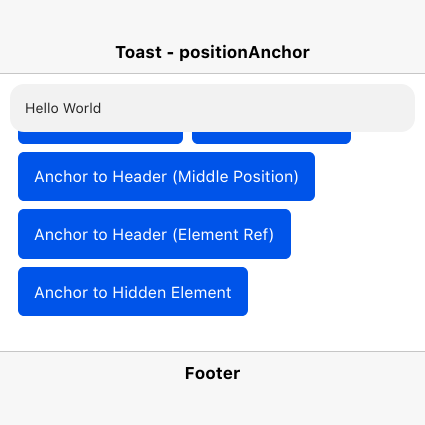 Toast - positionAnchor
Hello World
Anchor to Header (Middle Position)
Anchor to Header (Element Ref)
Anchor to Hidden Element
Footer